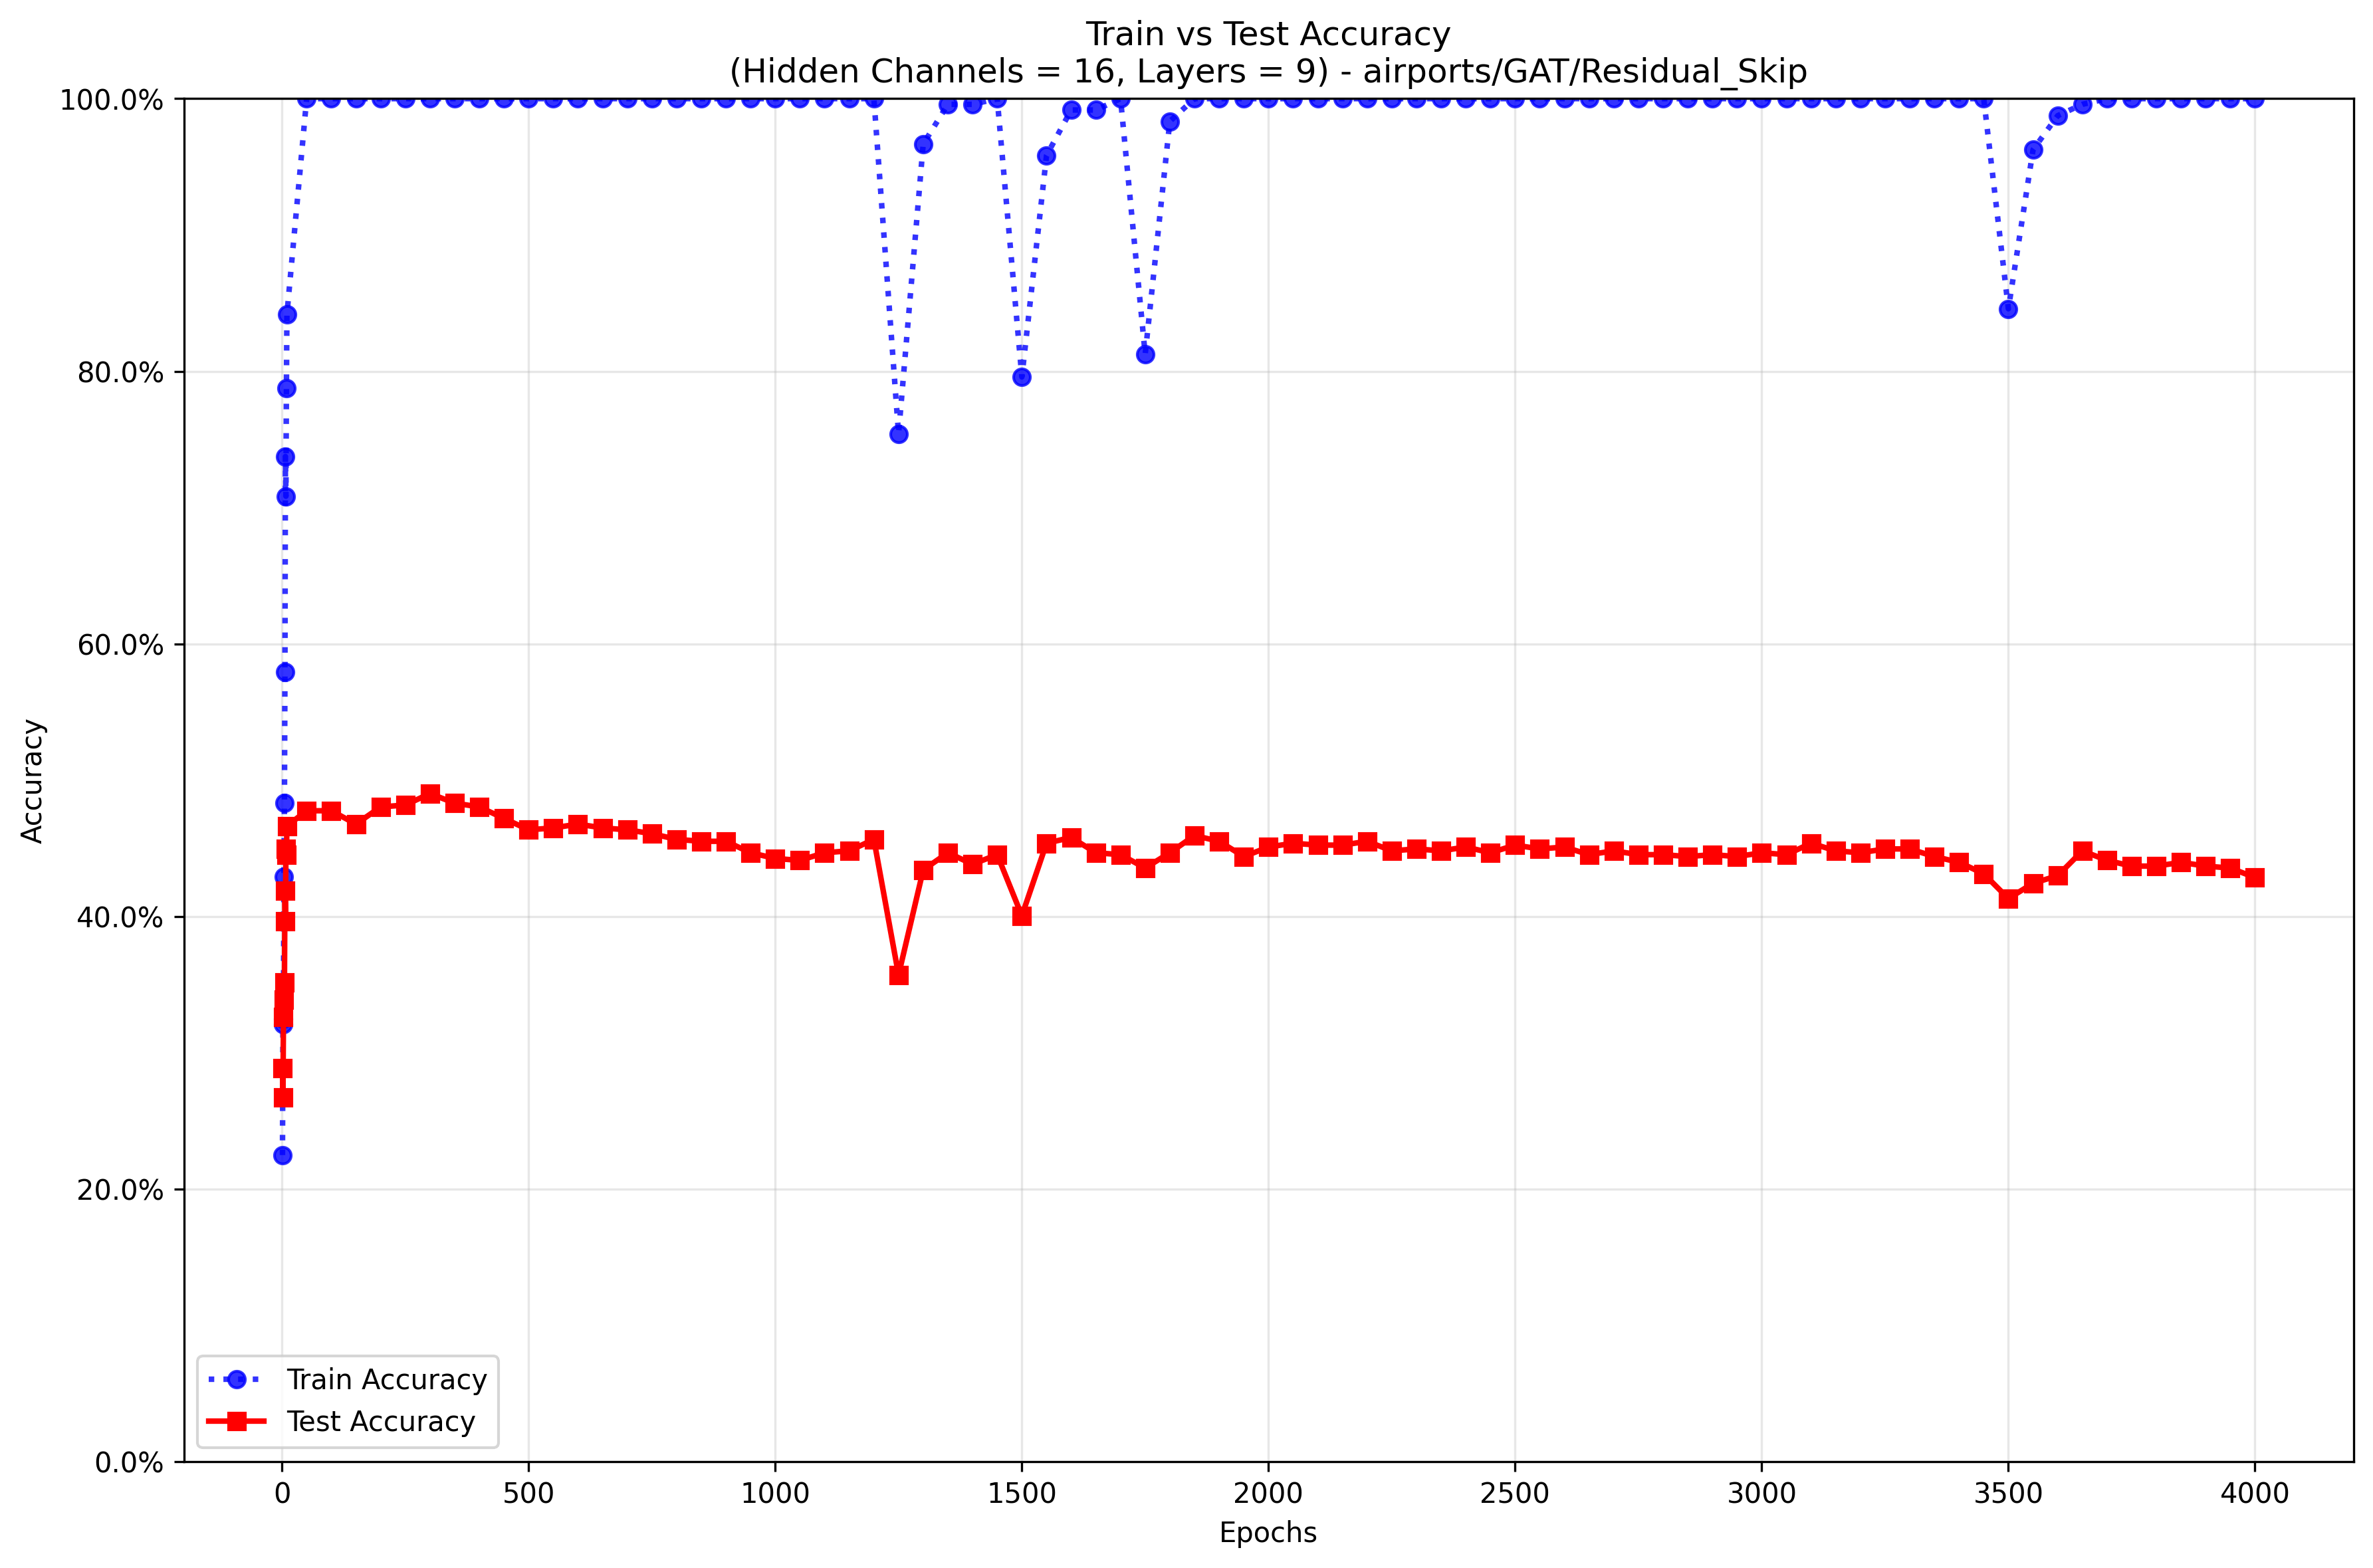 Train vs Test Accuracy
(Hidden Channels = 16, Layers = 9) - airports/GAT/Residual_Skip
Accuracy
100.0%
80.0%
60.0%
40.0%
20.0%
0.0%
Train Accuracy
Test Accuracy
0 500 1000 1500 2000 2500 3000 3500 4000
Epochs